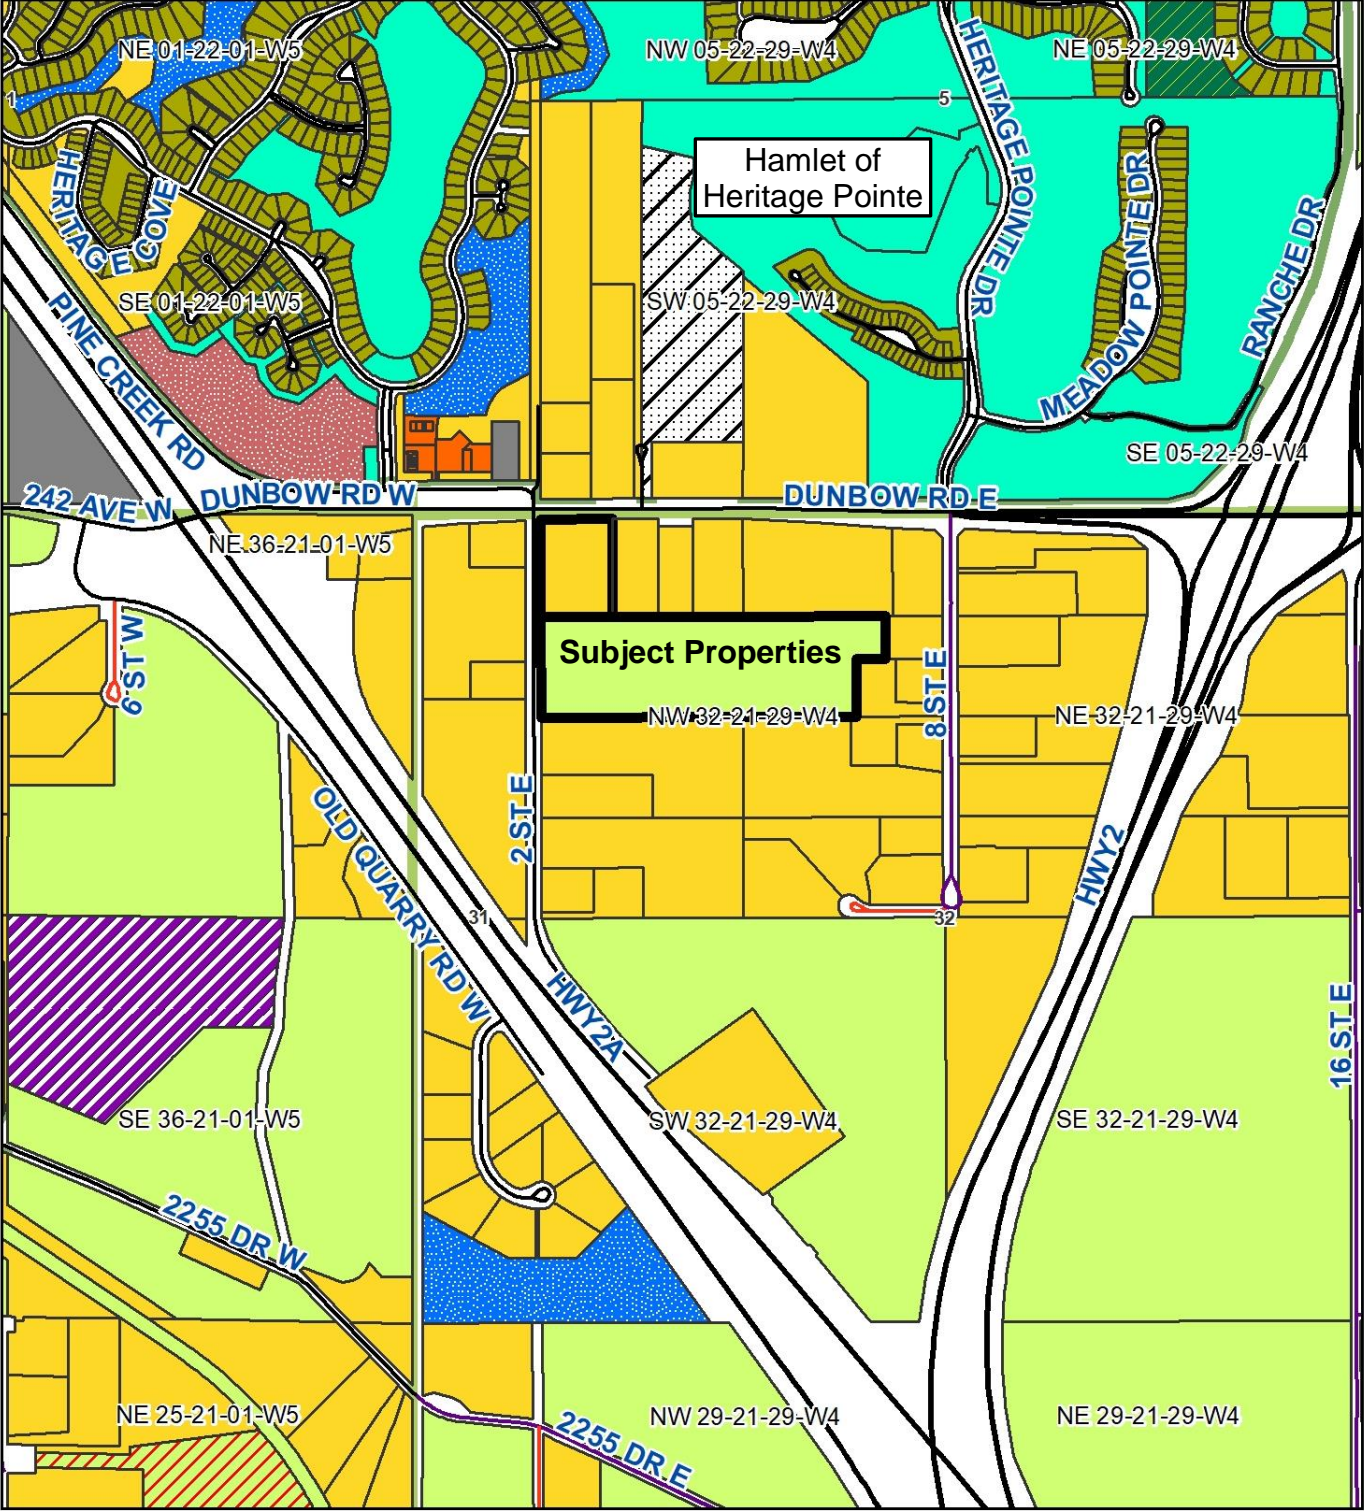 NE 01-22-01-W5
NW 05-22-29-W4
NE 05-22-29-W4
1
5
HERITAGE POINTE DR
Hamlet of
Heritage Pointe
HERITAGE COVE
MEADOW POINTE DR
RANCHE DR
SE 01-22-01-W5
SW 05-22-29-W4
PINE CREEK RD
SE 05-22-29-W4
242 AVE W
DUNBOW RD W
DUNBOW RD E
NE 36-21-01-W5
6 ST W
Subject Properties
8 ST E
NW 32-21-29-W4
NE 32-21-29-W4
OLD QUARRY RD W
2 ST E
HWY2
31
32
HWY2A
16 ST E
SE 36-21-01-W5
SW 32-21-29-W4
SE 32-21-29-W4
2255 DR W
NE 25-21-01-W5
NW 29-21-29-W4
NE 29-21-29-W4
2255 DR E